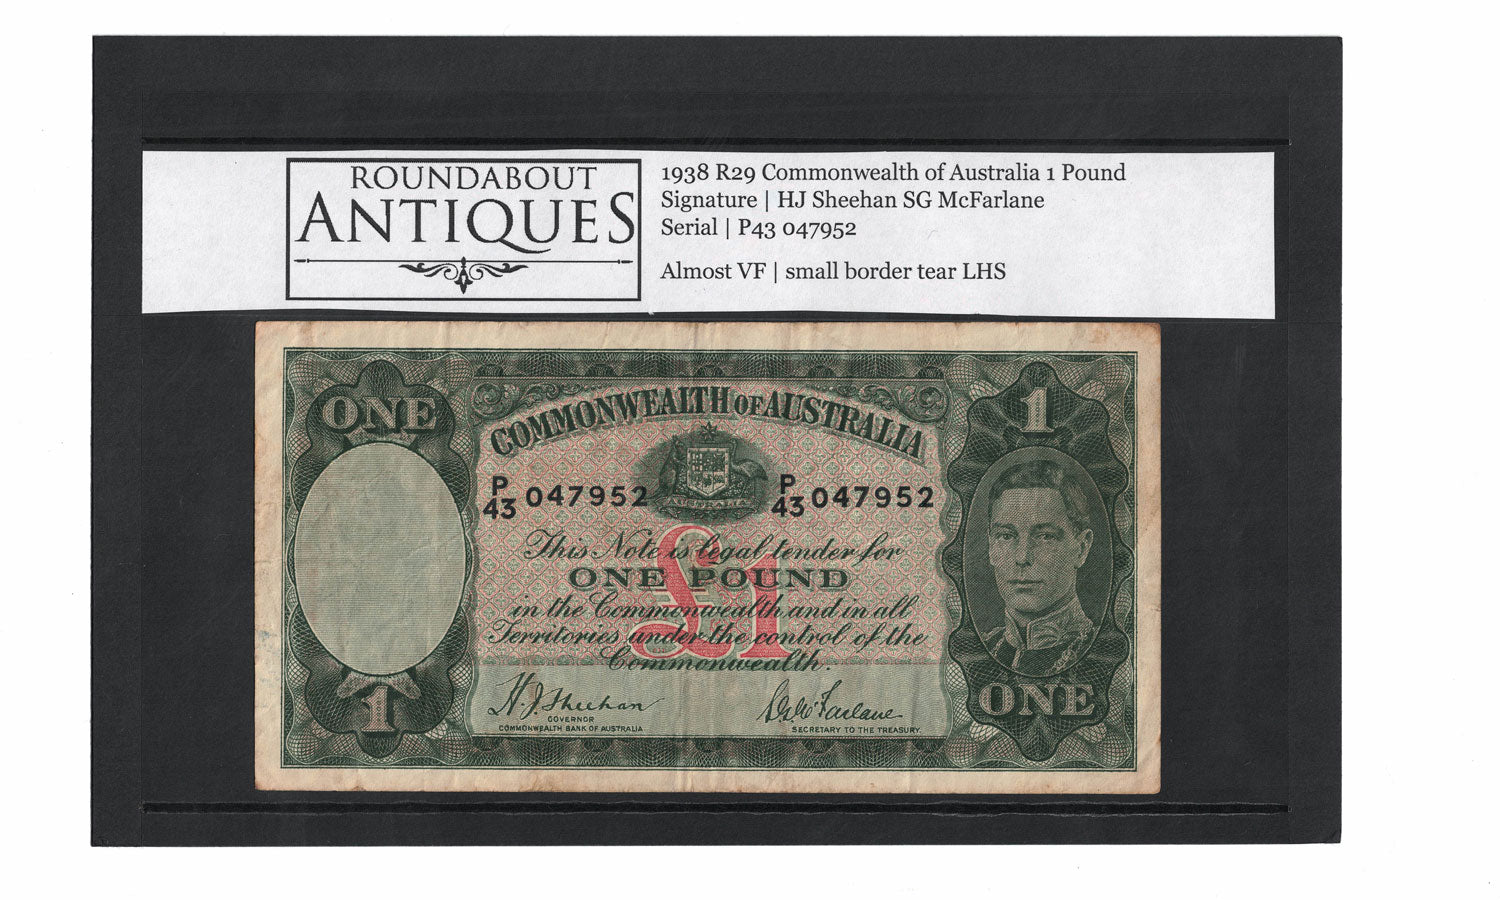 ROUNDABOUT
ANTIQUES
1938 R29 Commonwealth of Australia 1 Pound
Signature | HJ Sheehan SG McFarlane
Serial | P43 047952
Almost VF | small border tear LHS
ONE
COMMONWEALTH OF AUSTRALIA
1
AUSTRALIA
P
43 047952
P
43 047952
This Note is legal tender for
ONE POUND
in the Commonwealth and in all
Territories under the control of the
Commonwealth.
£1
H.J. Sheehan
GOVERNOR
COMMONWEALTH BANK OF AUSTRALIA
S.G. McFarlane
SECRETARY TO THE TREASURY.
1
ONE